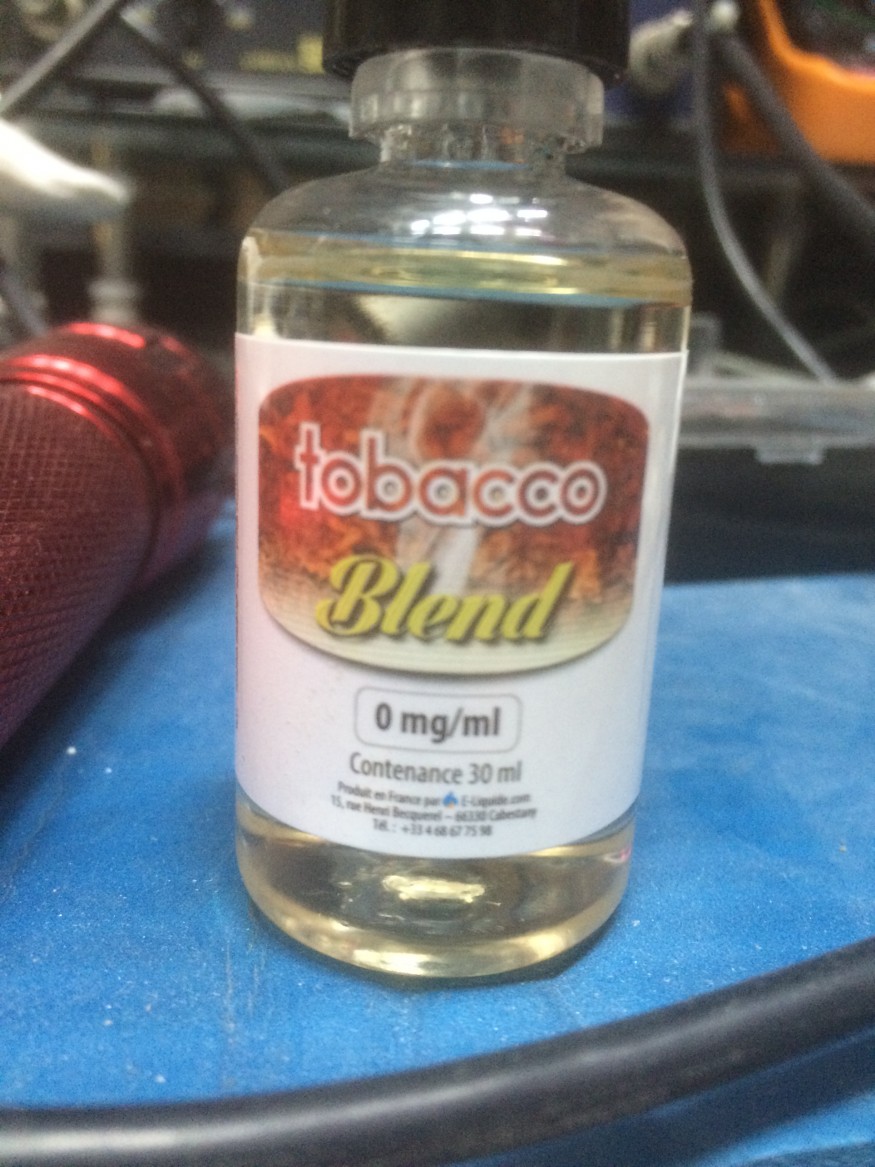 tobacco
Blend
0 mg/ml
Contenance 30 ml
Produit en France par E-Liquide.com
15, rue Henri Becquerel – 66330 Cabestany
Tél. : +33 4 68 67 75 98